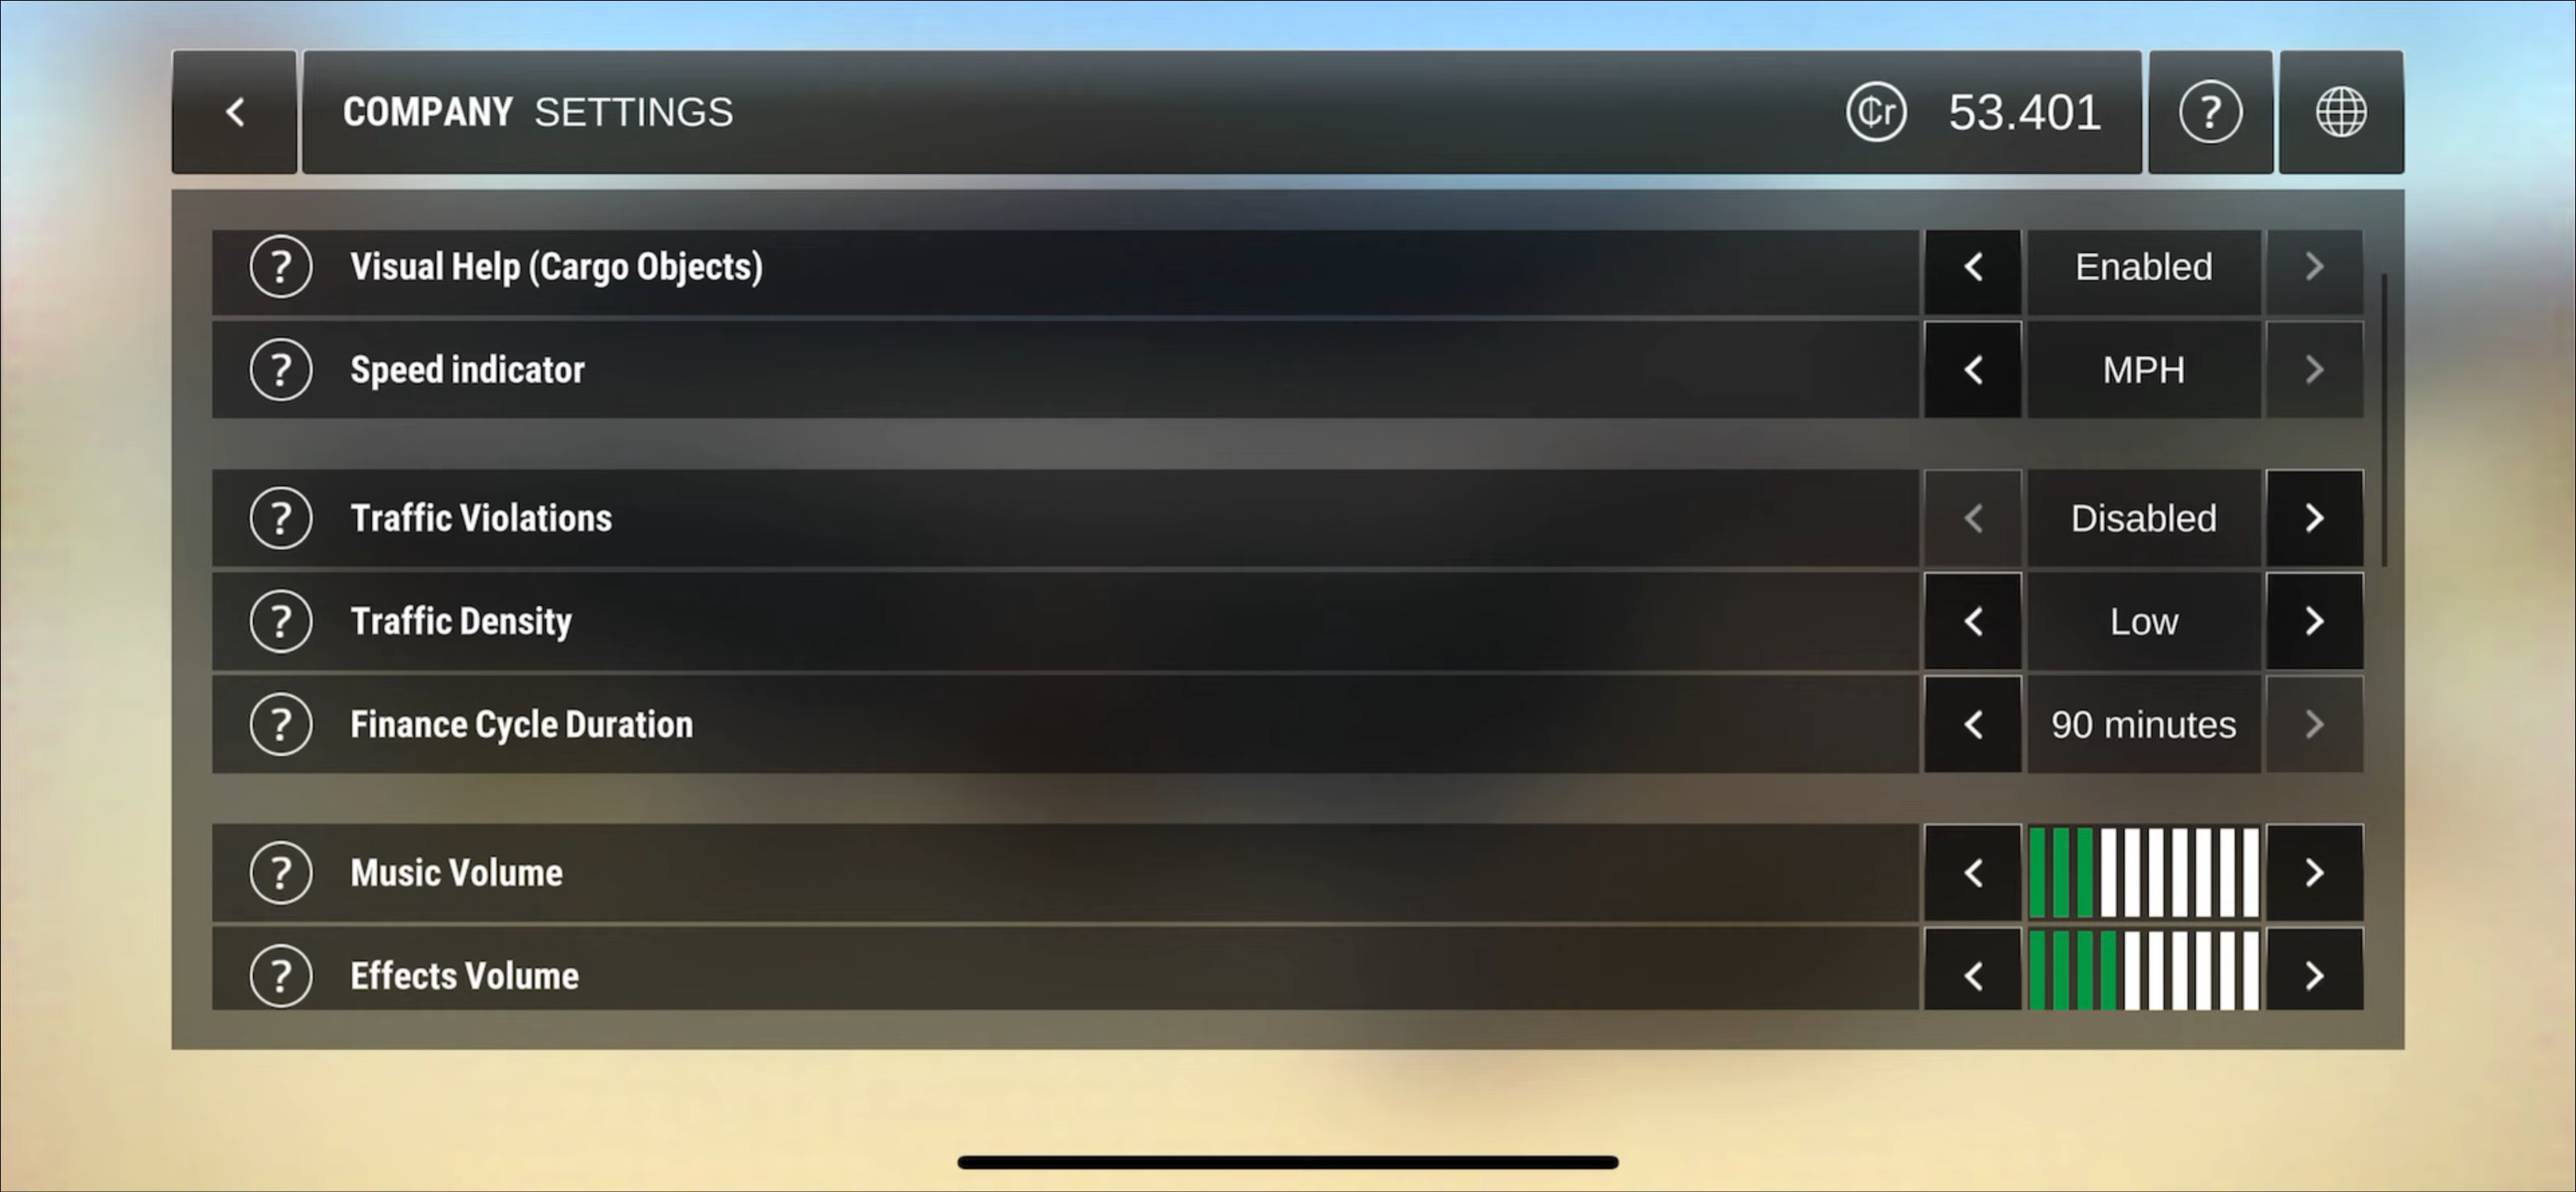 COMPANY SETTINGS ₵r 53.401 ?
? Visual Help (Cargo Objects) Enabled
? Speed indicator MPH
? Traffic Violations Disabled
? Traffic Density Low
? Finance Cycle Duration 90 minutes
? Music Volume
? Effects Volume